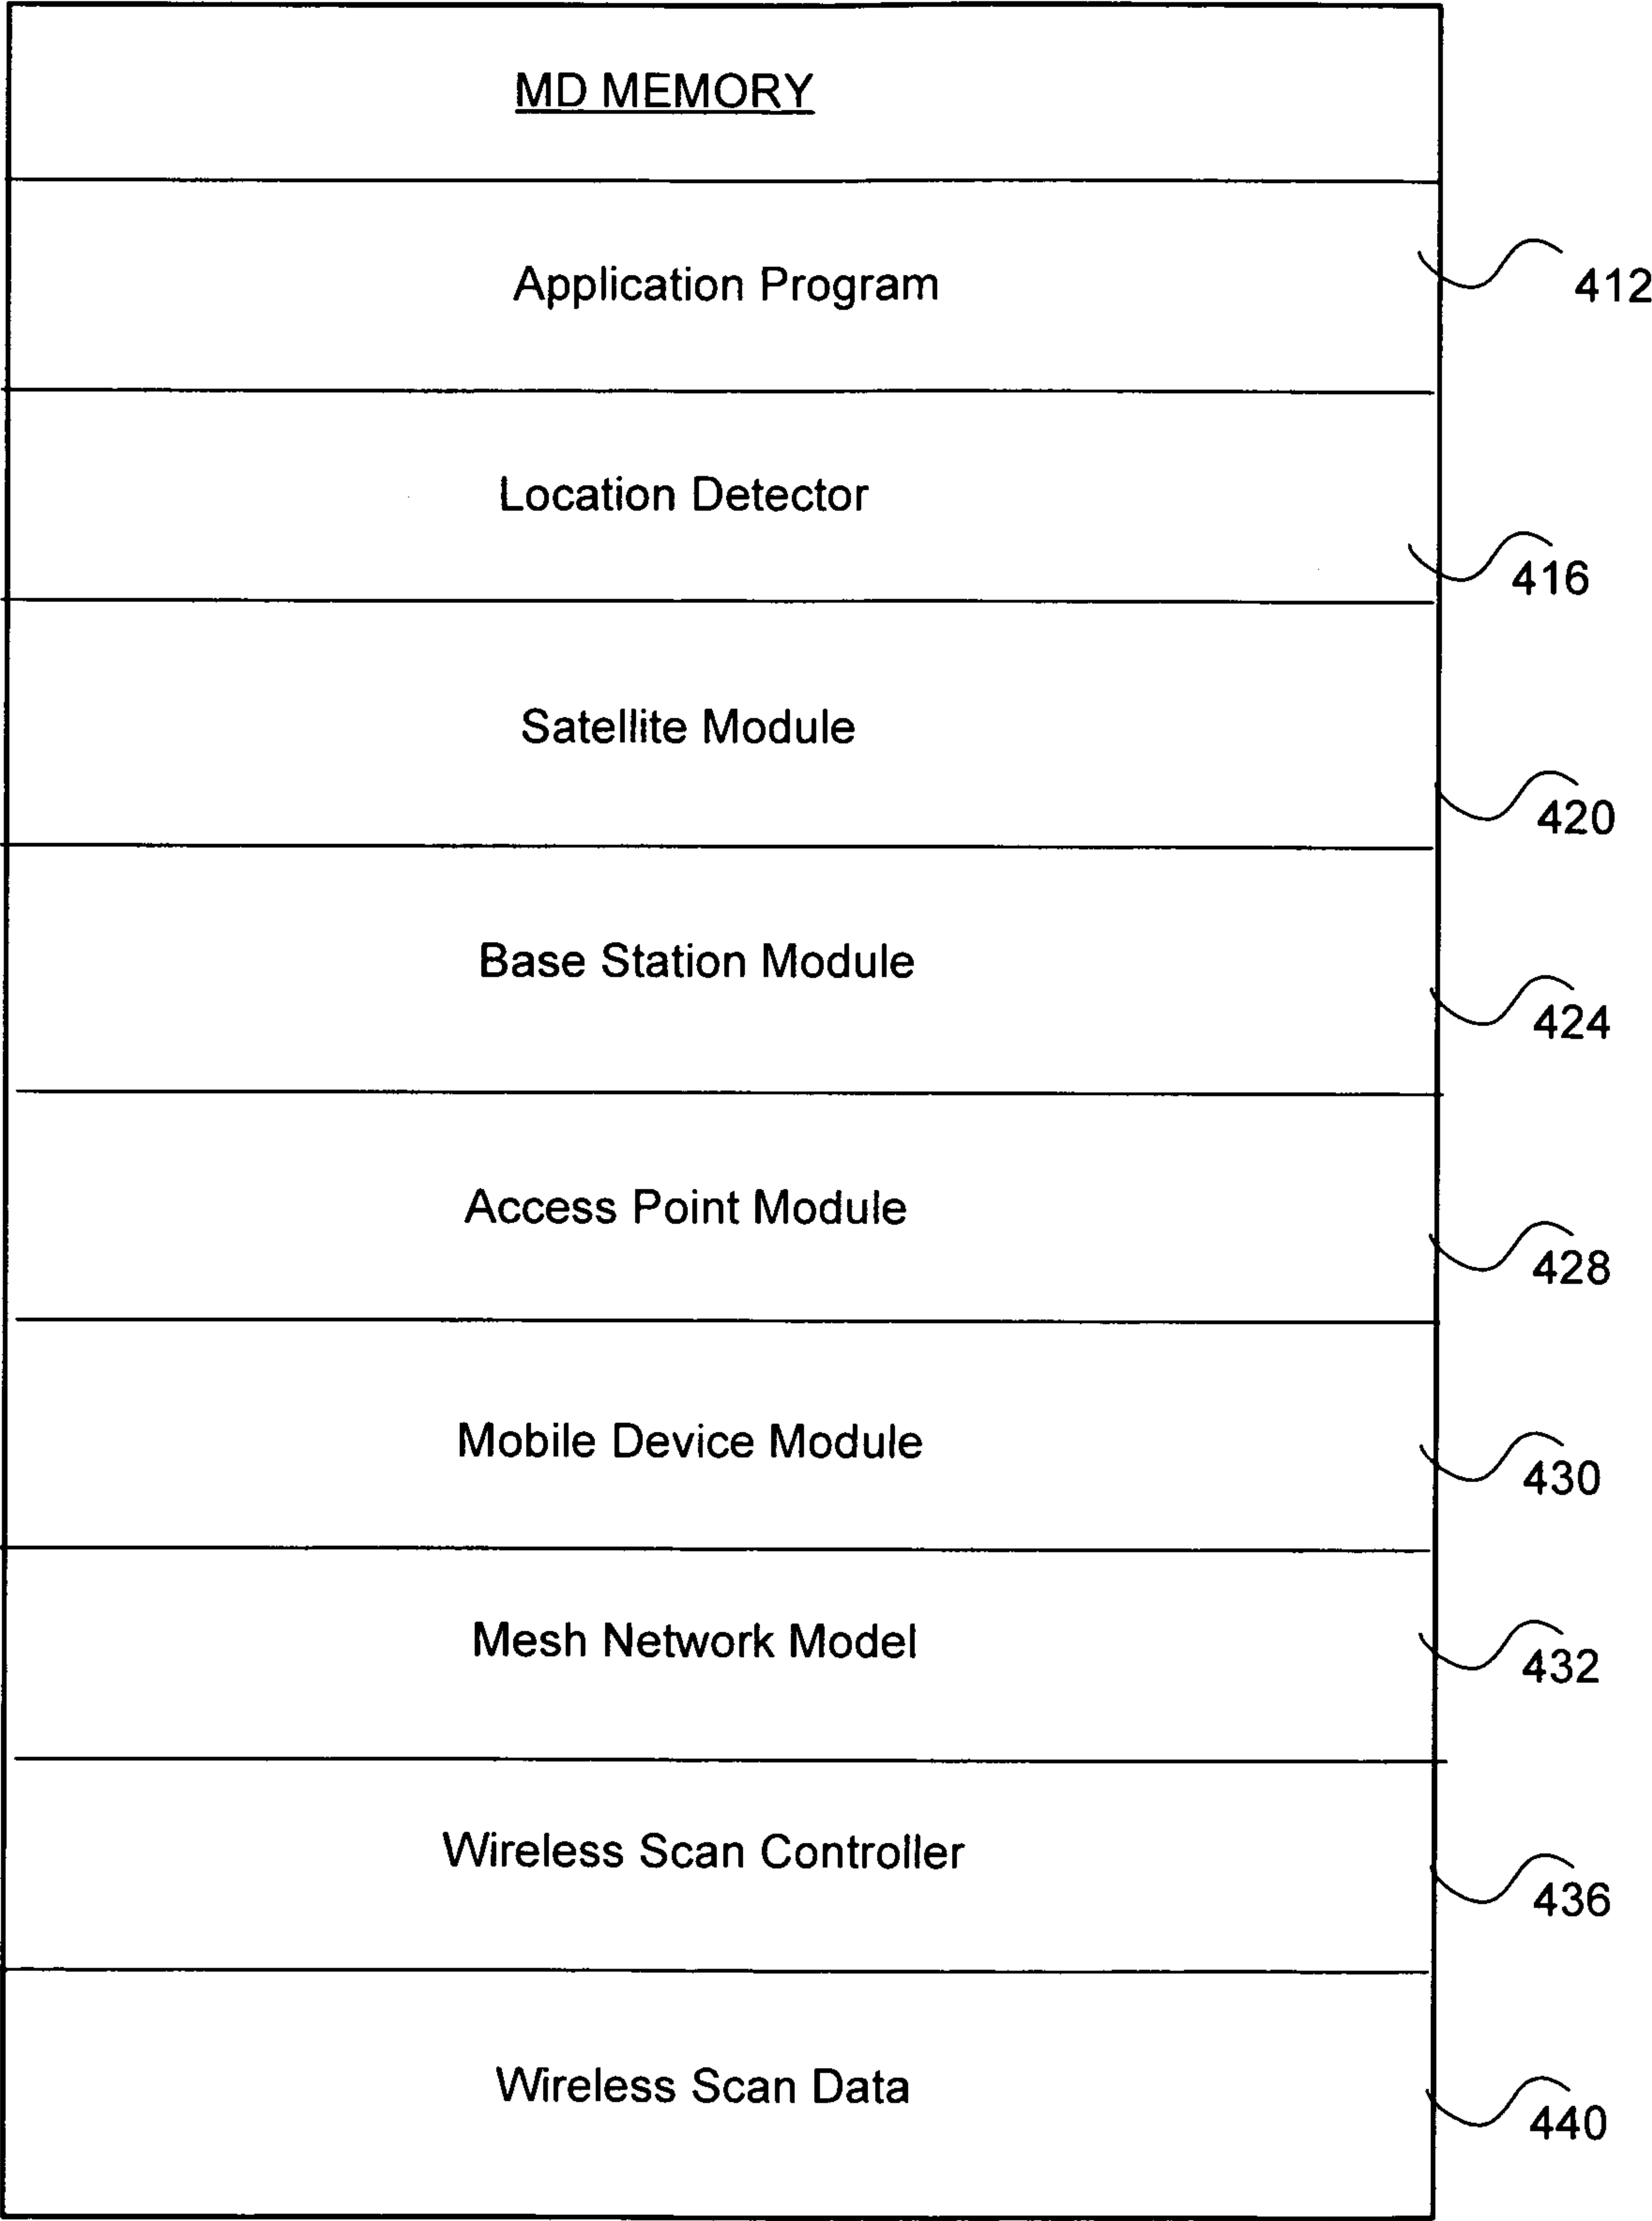 MD MEMORY
Application Program
412
Location Detector
416
Satellite Module
420
Base Station Module
424
Access Point Module
428
Mobile Device Module
430
Mesh Network Model
432
Wireless Scan Controller
436
Wireless Scan Data
440